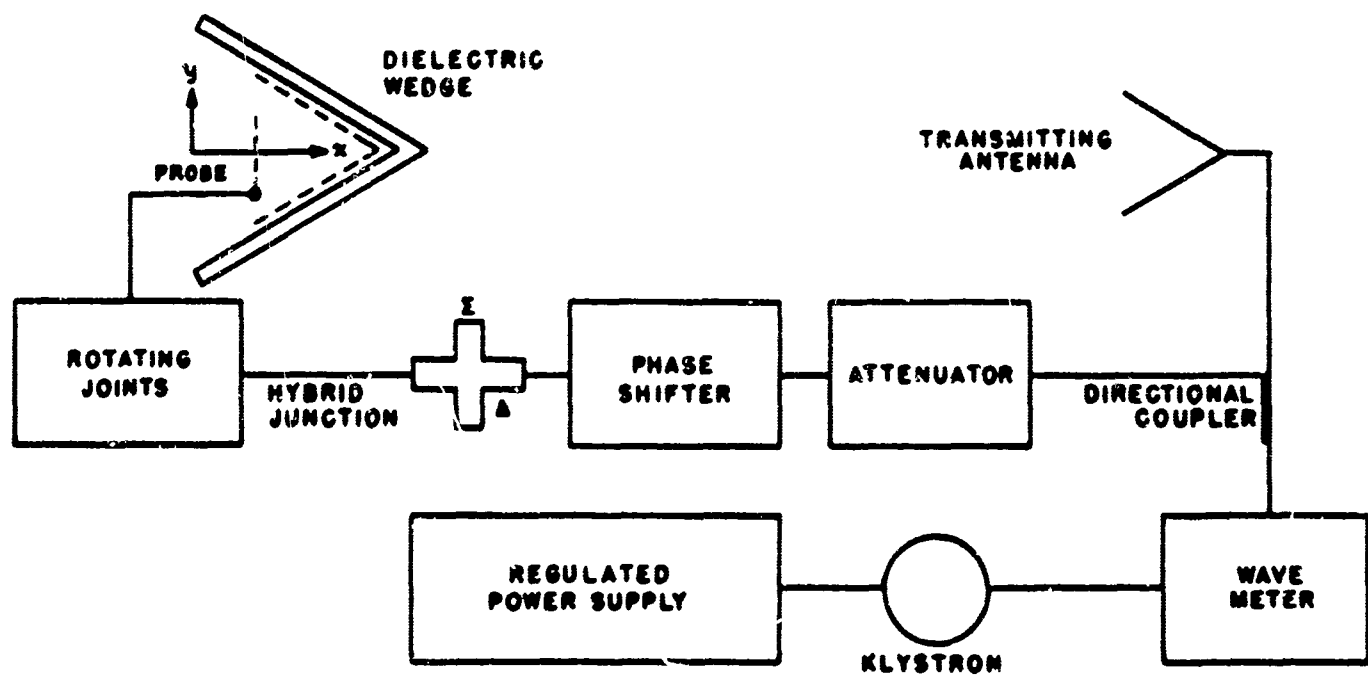 DIELECTRIC
WEDGE
y
x
PROBE
TRANSMITTING
ANTENNA
ROTATING
JOINTS
HYBRID
JUNCTION
Σ
Δ
PHASE
SHIFTER
ATTENUATOR
DIRECTIONAL
COUPLER
REGULATED
POWER SUPPLY
KLYSTRON
WAVE
METER